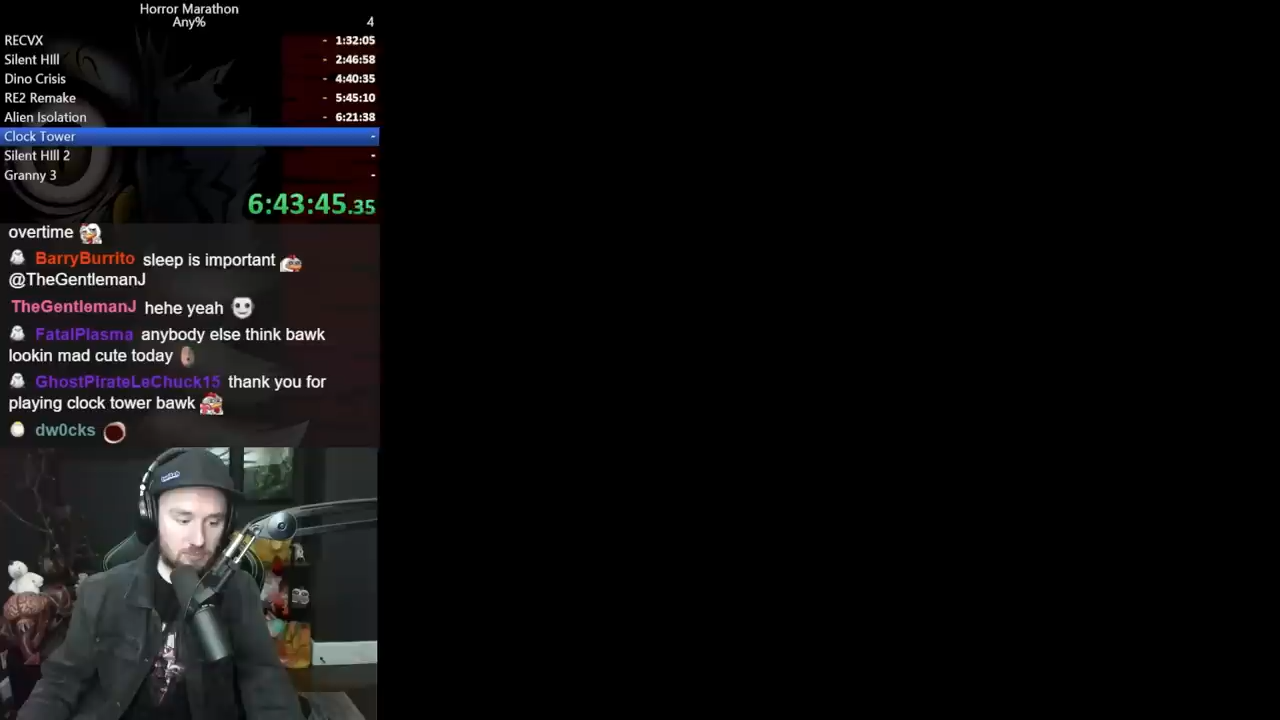 Horror Marathon
Any%
4
RECVX - 1:32:05
Silent HIll - 2:46:58
Dino Crisis - 4:40:35
RE2 Remake - 5:45:10
Alien Isolation - 6:21:38
Clock Tower -
Silent HIll 2 -
Granny 3 -
6:43:45.35
overtime
BarryBurrito sleep is important
@TheGentlemanJ
TheGentlemanJ hehe yeah
FatalPlasma anybody else think bawk
lookin mad cute today
GhostPirateLeChuck15 thank you for
playing clock tower bawk
dw0cks